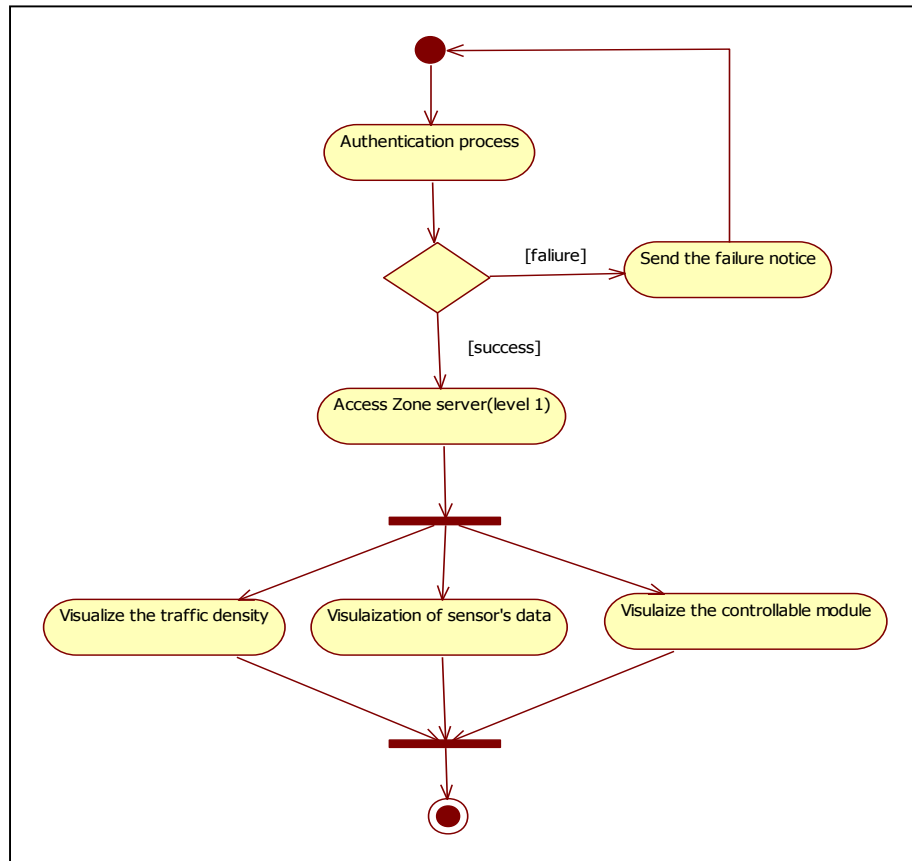 Authentication process
[faliure]
Send the failure notice
[success]
Access Zone server(level 1)
Visualize the traffic density
Visulaization of sensor's data
Visulaize the controllable module